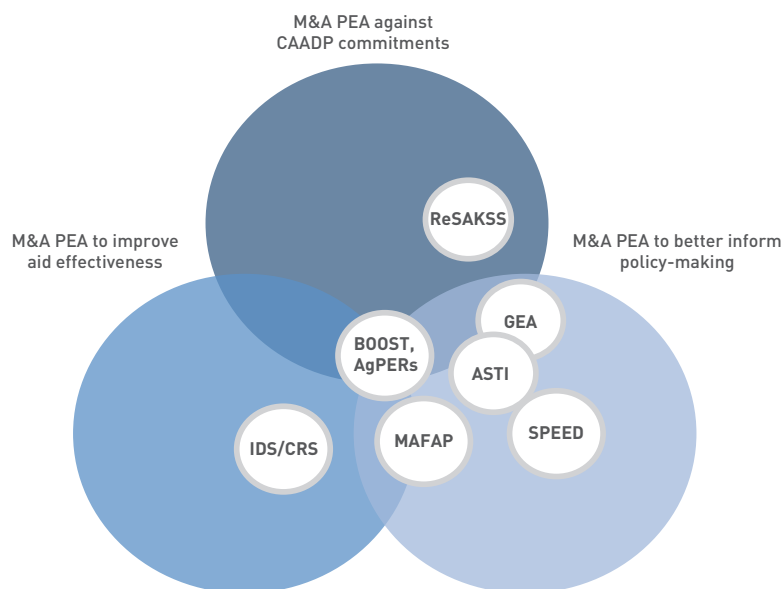 M&A PEA against
CAADP commitments
ReSAKSS
M&A PEA to improve
aid effectiveness
M&A PEA to better inform
policy-making
GEA
BOOST,
AgPERs
ASTI
IDS/CRS
MAFAP
SPEED